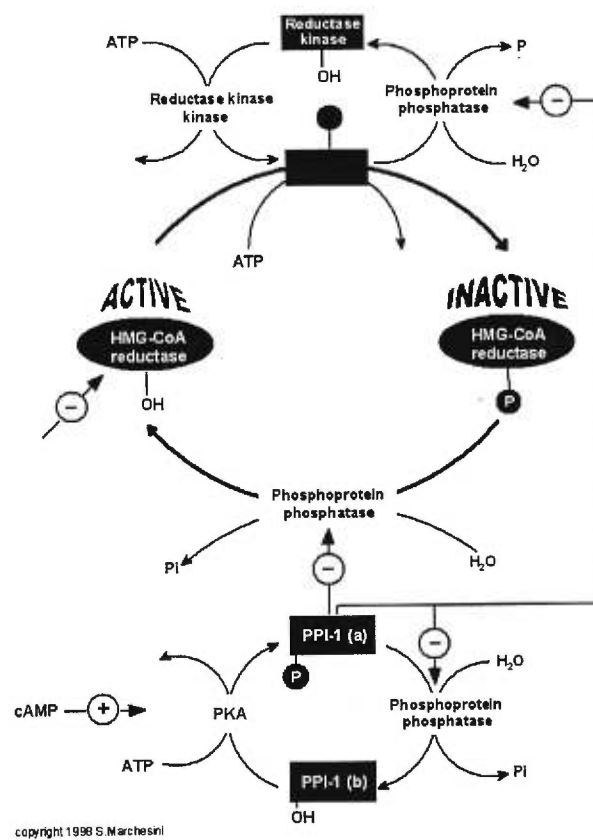 Reductase
kinase
ATP
OH
P
Reductase kinase
kinase
Phosphoprotein
phosphatase
−
H₂O
ATP
ACTIVE
INACTIVE
HMG-CoA
reductase
HMG-CoA
reductase
−
OH
P
Phosphoprotein
phosphatase
Pi
H₂O
−
PPI-1 (a)
−
P
H₂O
cAMP
+
PKA
Phosphoprotein
phosphatase
ATP
PPI-1 (b)
Pi
OH
copyright 1998 S.Marchesini